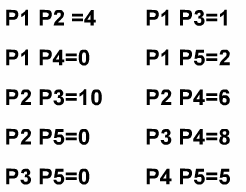 P1 P2 =4 P1 P3=1
P1 P4=0 P1 P5=2
P2 P3=10 P2 P4=6
P2 P5=0 P3 P4=8
P3 P5=0 P4 P5=5